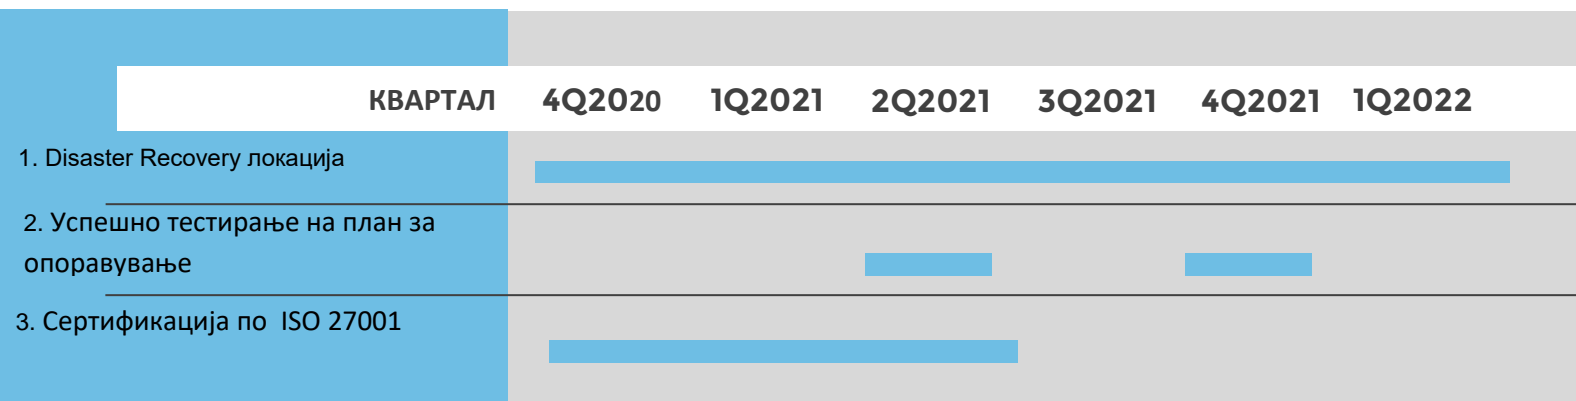 КВАРТАЛ 4Q2020 1Q2021 2Q2021 3Q2021 4Q2021 1Q2022
1. Disaster Recovery локација
2. Успешно тестирање на план за
опоравување
3. Сертификација по ISO 27001